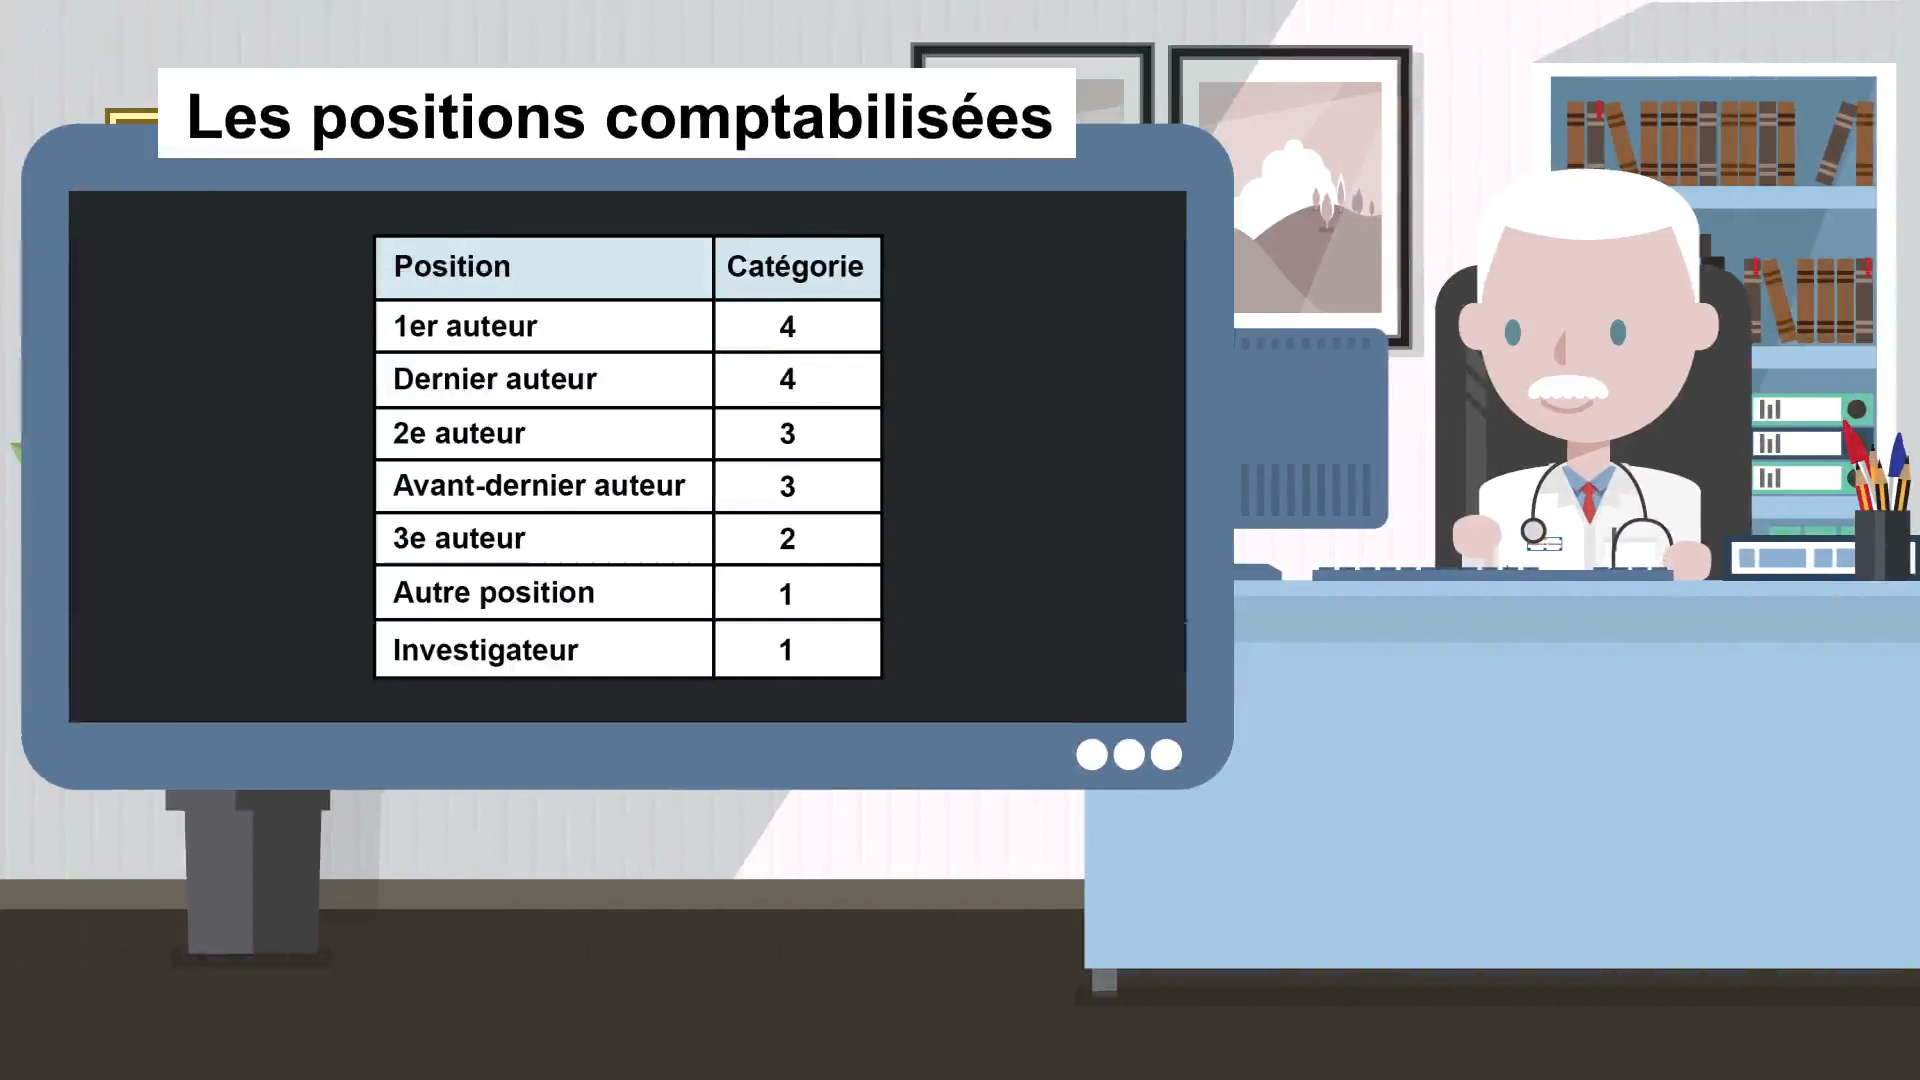 Les positions comptabilisées
Position Catégorie
1er auteur 4
Dernier auteur 4
2e auteur 3
Avant-dernier auteur 3
3e auteur 2
Autre position 1
Investigateur 1